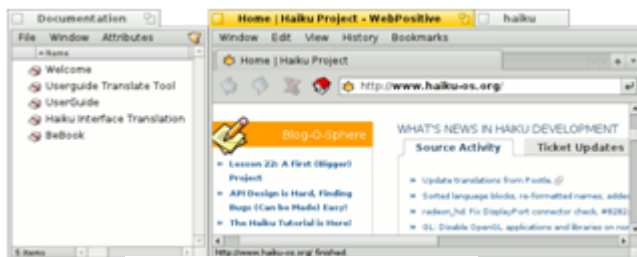 Documentation
File Window Attributes
Name
Welcome
Userguide Translate Tool
UserGuide
Haiku Interface Translation
BeBook
5 items
Home | Haiku Project - WebPositive
haiku
Window Edit View History Bookmarks
Home | Haiku Project
http://www.haiku-os.org/
Blog-O-Sphere
Lesson 22: A First (Bigger)
Project
API Design is Hard, Finding
Bugs (Can be Made) Easy!
The Haiku Tutorial is Here!
WHAT'S NEWS IN HAIKU DEVELOPMENT
Source Activity Ticket Updates
Update translations from Pootle
Sorted language blocks, re-formatted names, added
radeon_hd: Fix DisplayPort connector check, #8282
GL: Disable OpenGL applications and libraries on non
http://www.haiku-os.org/ finished